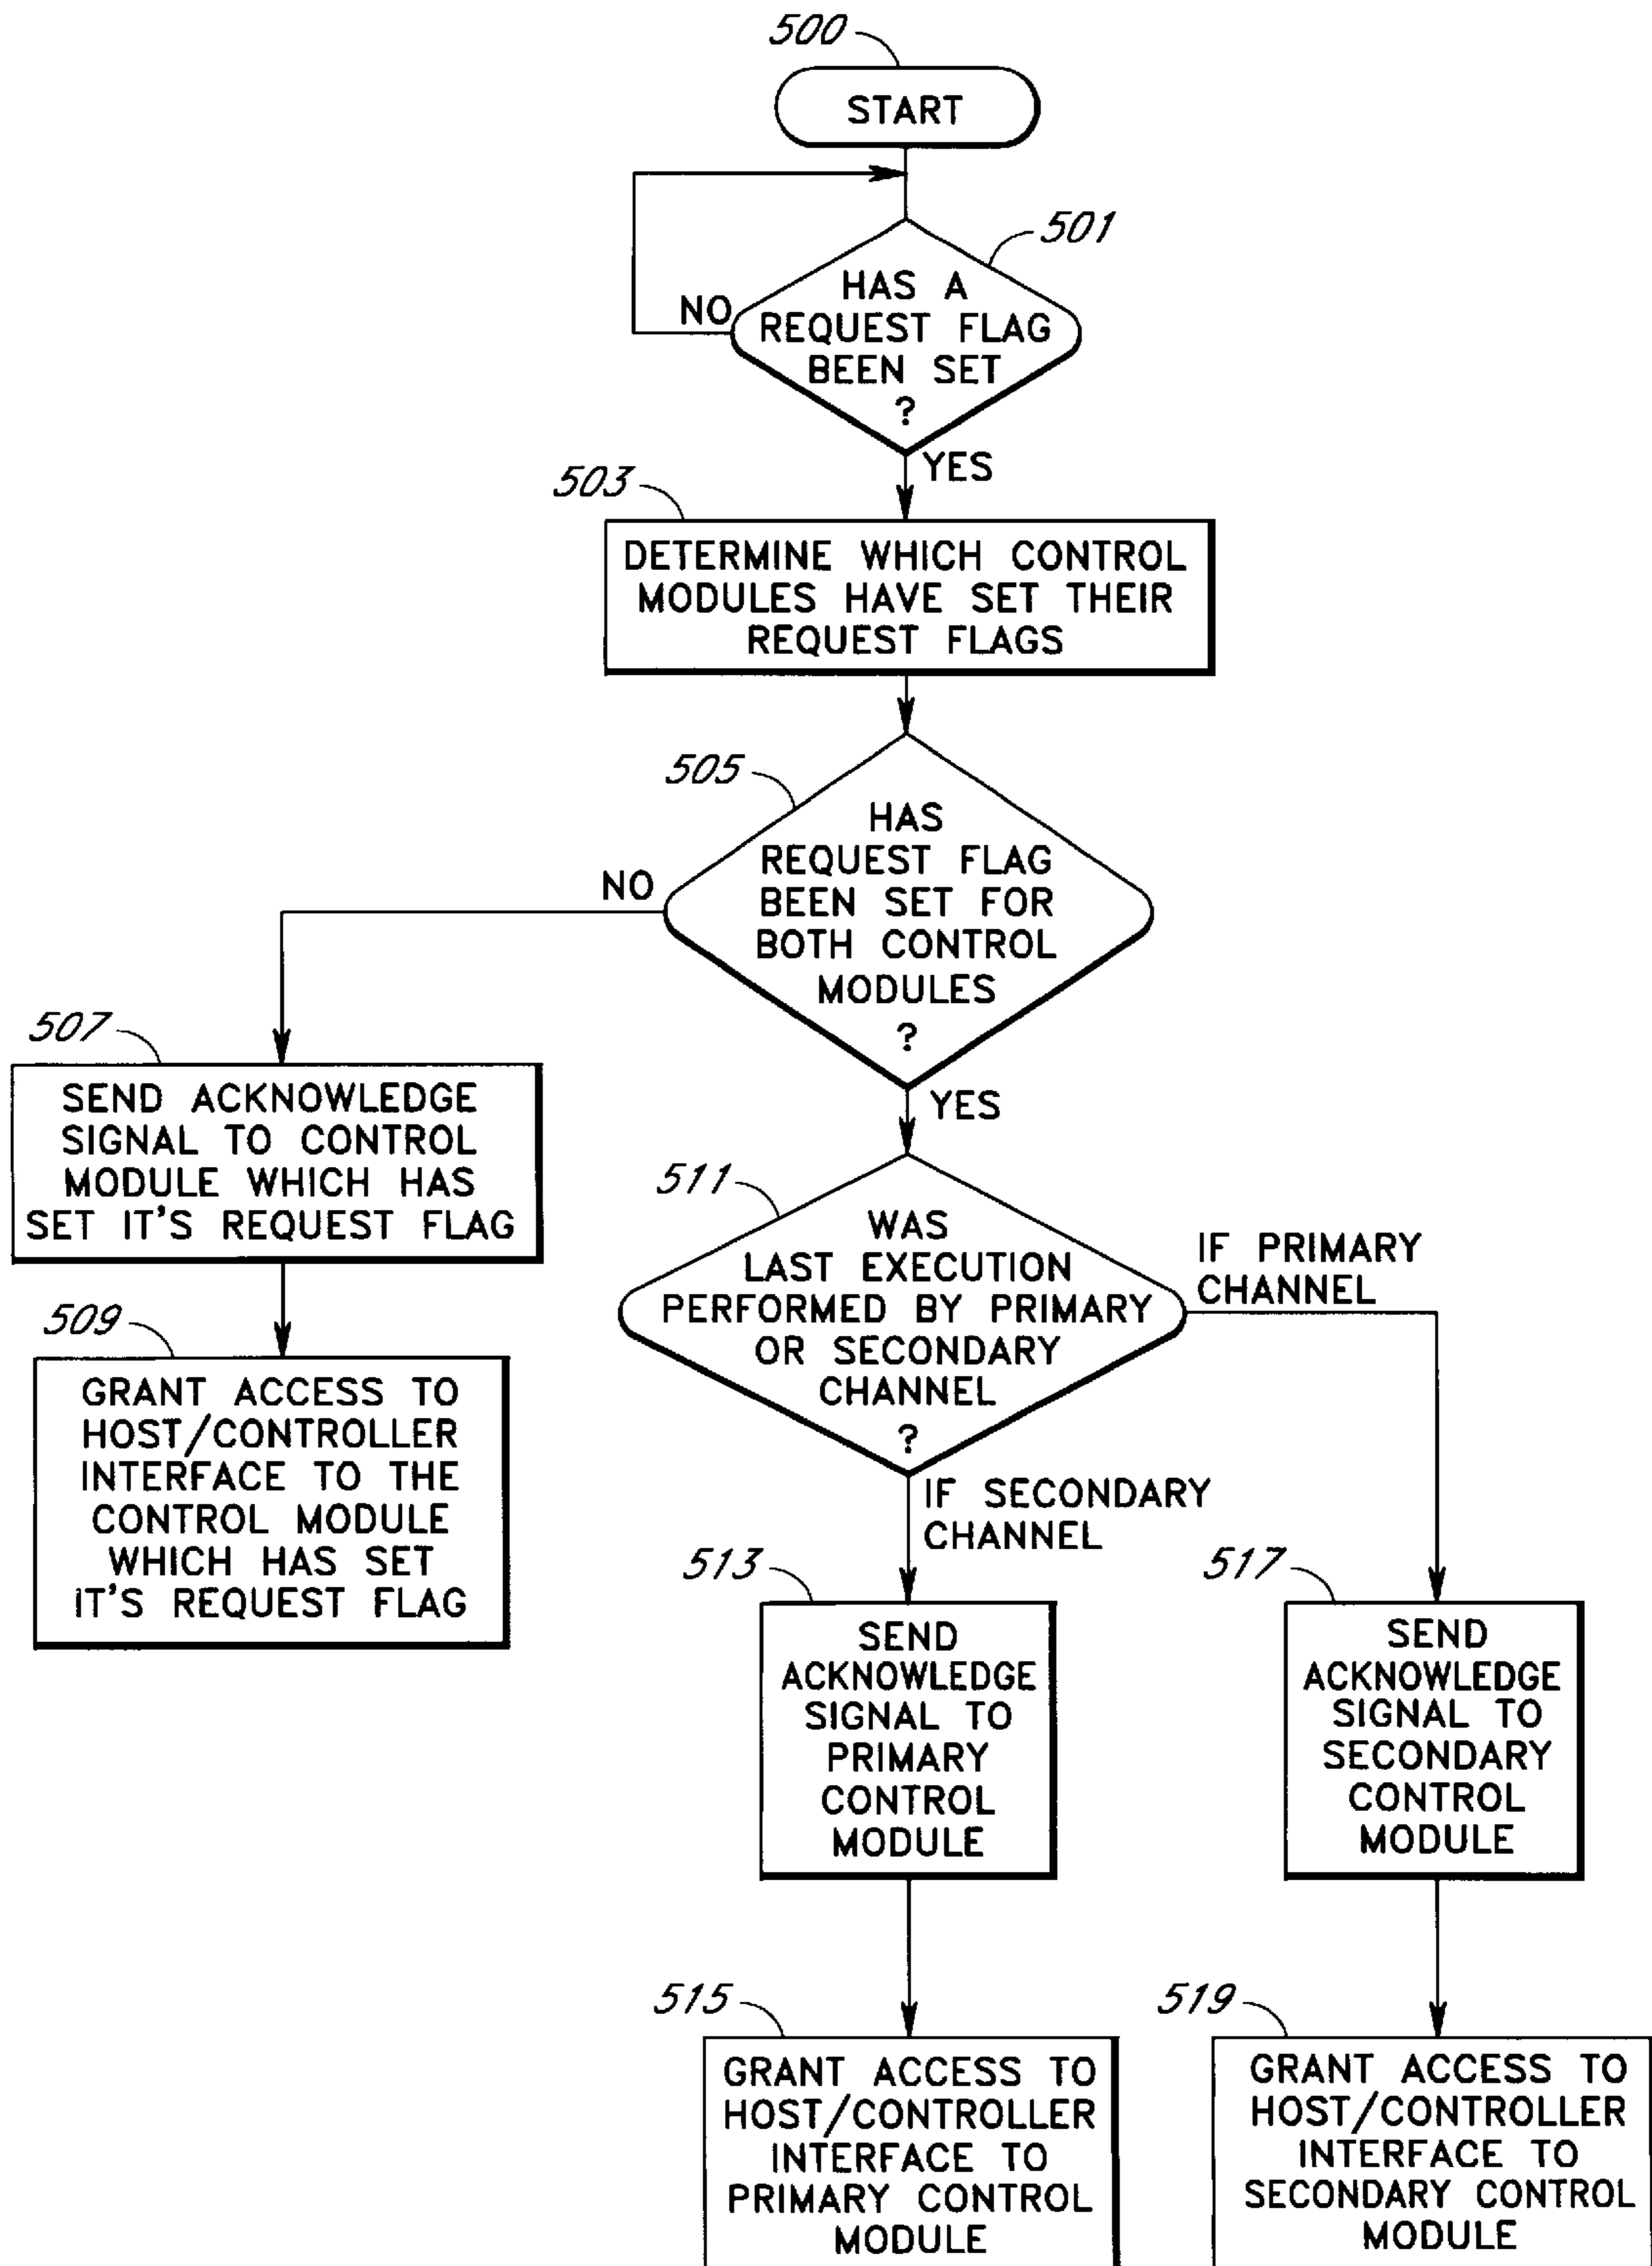 500
START
501
HAS A
REQUEST FLAG
BEEN SET
?
NO
YES
503
DETERMINE WHICH CONTROL
MODULES HAVE SET THEIR
REQUEST FLAGS
505
HAS
REQUEST FLAG
BEEN SET FOR
BOTH CONTROL
MODULES
?
NO
YES
507
SEND ACKNOWLEDGE
SIGNAL TO CONTROL
MODULE WHICH HAS
SET IT'S REQUEST FLAG
509
GRANT ACCESS TO
HOST/CONTROLLER
INTERFACE TO THE
CONTROL MODULE
WHICH HAS SET
IT'S REQUEST FLAG
511
WAS
LAST EXECUTION
PERFORMED BY PRIMARY
OR SECONDARY
CHANNEL
?
IF PRIMARY
CHANNEL
IF SECONDARY
CHANNEL
513
SEND
ACKNOWLEDGE
SIGNAL TO
PRIMARY
CONTROL
MODULE
517
SEND
ACKNOWLEDGE
SIGNAL TO
SECONDARY
CONTROL
MODULE
515
GRANT ACCESS TO
HOST/CONTROLLER
INTERFACE TO
PRIMARY CONTROL
MODULE
519
GRANT ACCESS TO
HOST/CONTROLLER
INTERFACE TO
SECONDARY CONTROL
MODULE